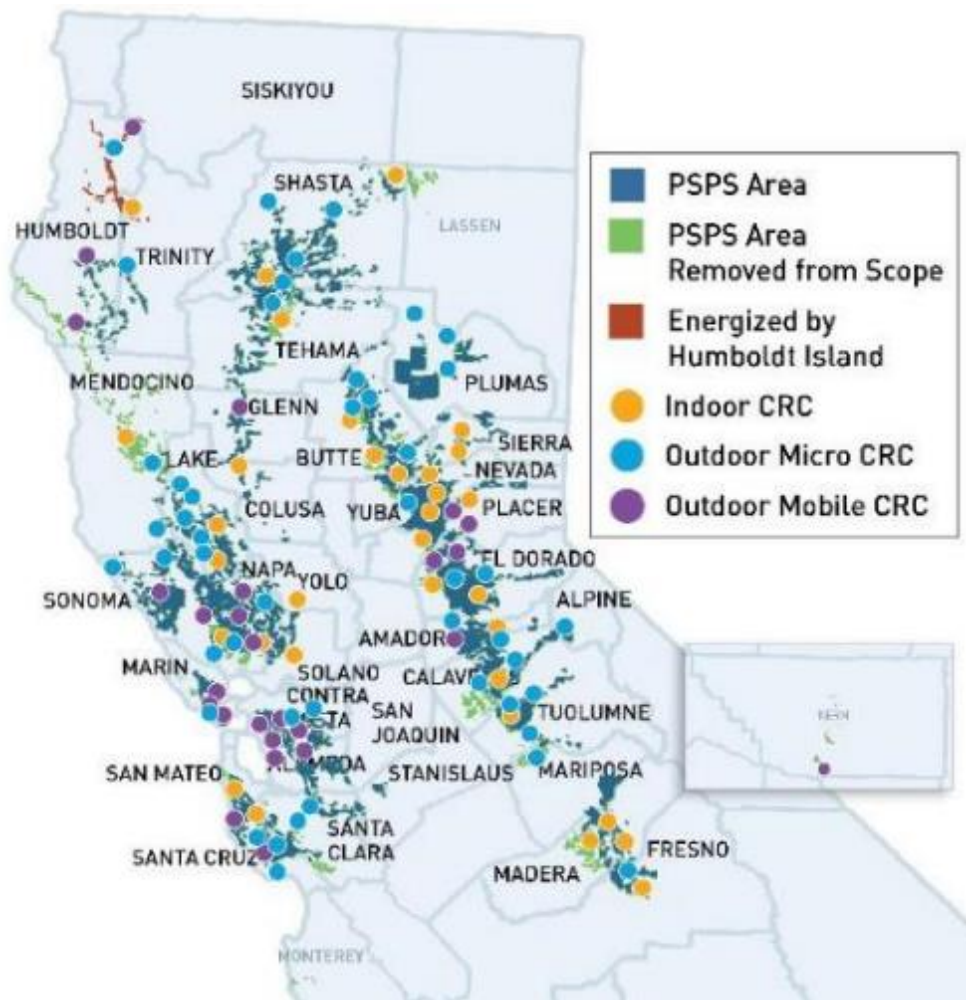 SISKIYOU
SHASTA
LASSEN
HUMBOLDT
TRINITY
TEHAMA
PLUMAS
MENDOCINO
GLENN
BUTTE
SIERRA
LAKE
NEVADA
COLUSA
YUBA
PLACER
NAPA
YOLO
EL DORADO
SONOMA
ALPINE
AMADOR
MARIN
SOLANO
CONTRA
SAN
JOAQUIN
TUOLUMNE
SAN MATEO
STANISLAUS
MARIPOSA
SANTA
CLARA
SANTA CRUZ
MADERA
FRESNO
MONTEREY
PSPS Area
PSPS Area
Removed from Scope
Energized by
Humboldt Island
Indoor CRC
Outdoor Micro CRC
Outdoor Mobile CRC
KERN